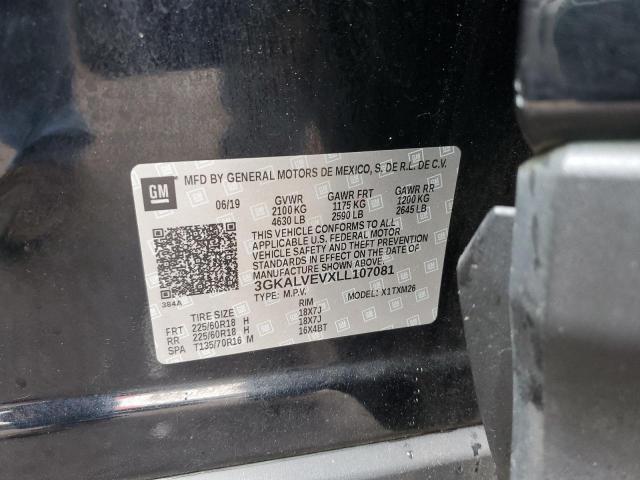 GM
MFD BY GENERAL MOTORS DE MEXICO, S. DE R.L. DE C.V.
06/19 GVWR GAWR FRT GAWR RR
2100 KG 1175 KG 1200 KG
4630 LB 2590 LB 2645 LB
THIS VEHICLE CONFORMS TO ALL
APPLICABLE U.S. FEDERAL MOTOR
VEHICLE SAFETY AND THEFT PREVENTION
STANDARDS IN EFFECT ON THE DATE OF
MANUFACTURE SHOWN ABOVE.
3GKALVEVXLL107081
TYPE: M.P.V. MODEL: X1TXM26
384A
TIRE SIZE RIM
FRT 225/60R18 H 18X7J
RR 225/60R18 H 18X7J
SPA T135/70R16 M 16X4BT